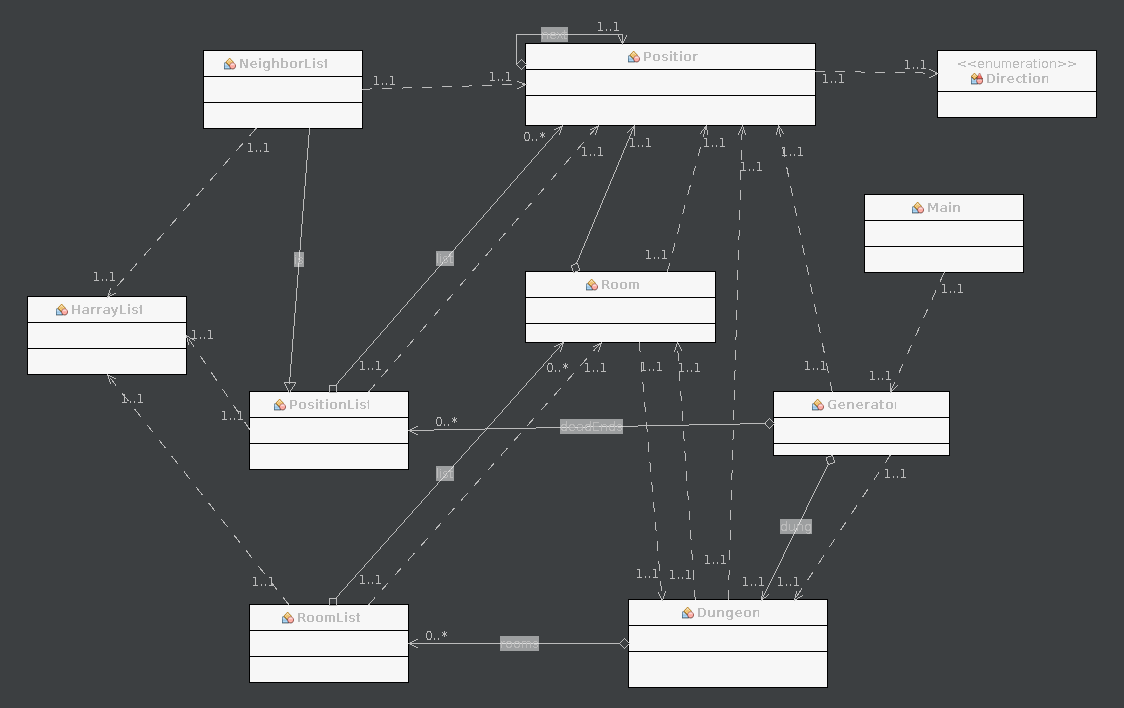 next 1..1
NeighborList
Position
<<enumeration>>
Direction
1..1 1..1
1..1 1..1
0..* 1..1 1..1 1..1 1..1 1..1
1..1
Main
is
list
1..1
1..1
Room
1..1
HarrayList
1..1
0..* 1..1 1..1 1..1
1..1
1..1
1..1
1..1
PositionList
Generator
1..1
0..*
deadEnds
list
1..1
dung
1..1
1..1 1..1 1..1 1..1
1..1
1..1
RoomList
Dungeon
0..*
rooms